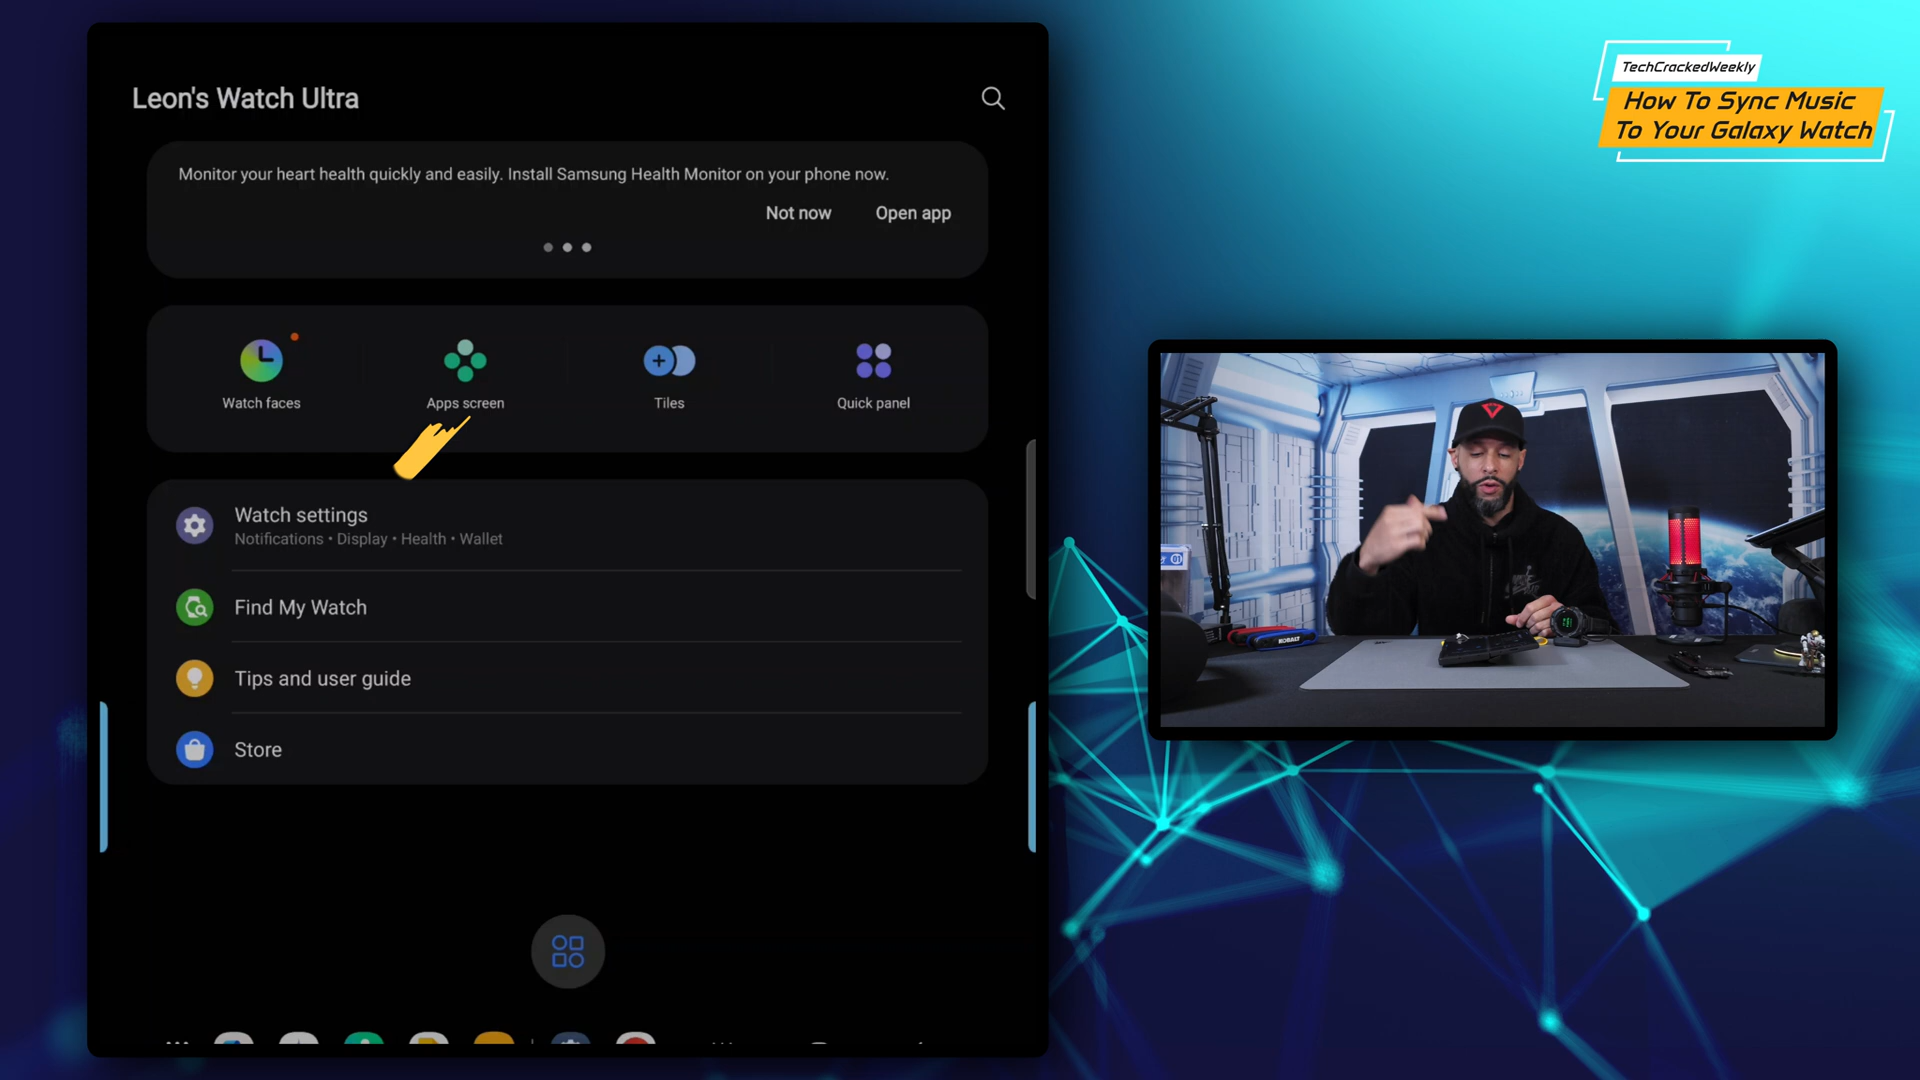 Leon's Watch Ultra
Monitor your heart health quickly and easily. Install Samsung Health Monitor on your phone now.
Not now
Open app
Watch faces
Apps screen
Tiles
Quick panel
Watch settings
Notifications • Display • Health • Wallet
Find My Watch
Tips and user guide
Store
TechCrackedWeekly
How To Sync Music
To Your Galaxy Watch
KOBALT